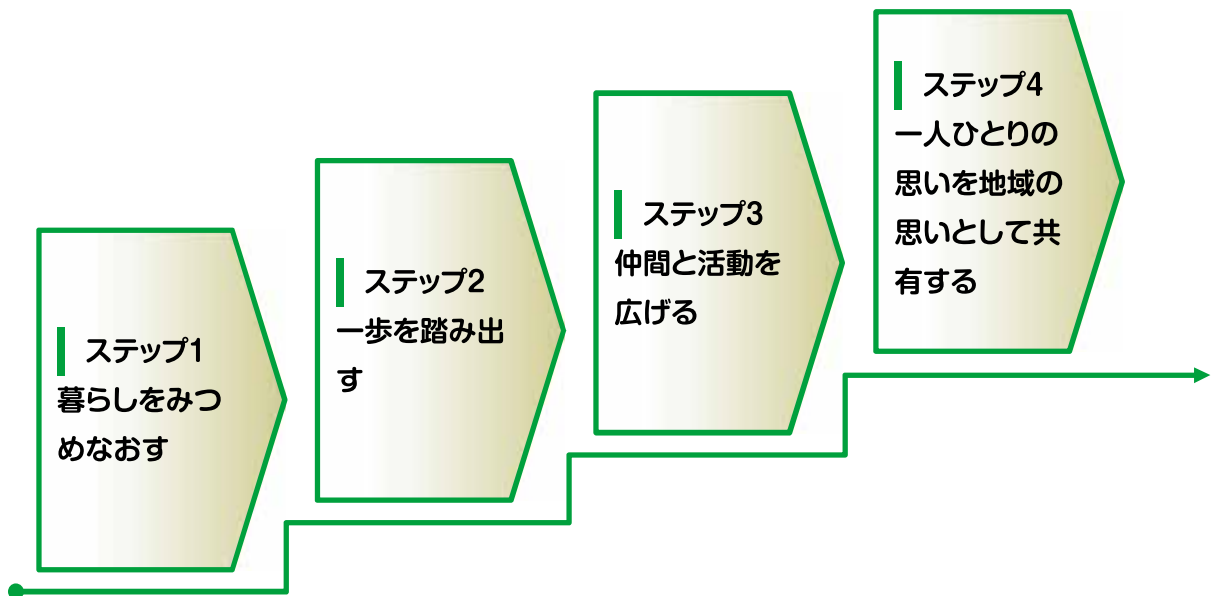 ステップ1
暮らしをみつ
めなおす
ステップ2
一歩を踏み出
す
ステップ3
仲間と活動を
広げる
ステップ4
一人ひとりの
思いを地域の
思いとして共
有する